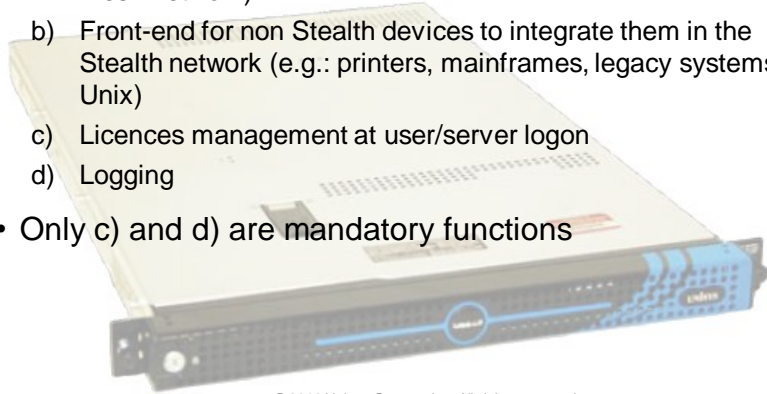 b) Front-end for non Stealth devices to integrate them in the
Stealth network (e.g.: printers, mainframes, legacy systems
Unix)
c) Licences management at user/server logon
d) Logging
• Only c) and d) are mandatory functions
UNISYS